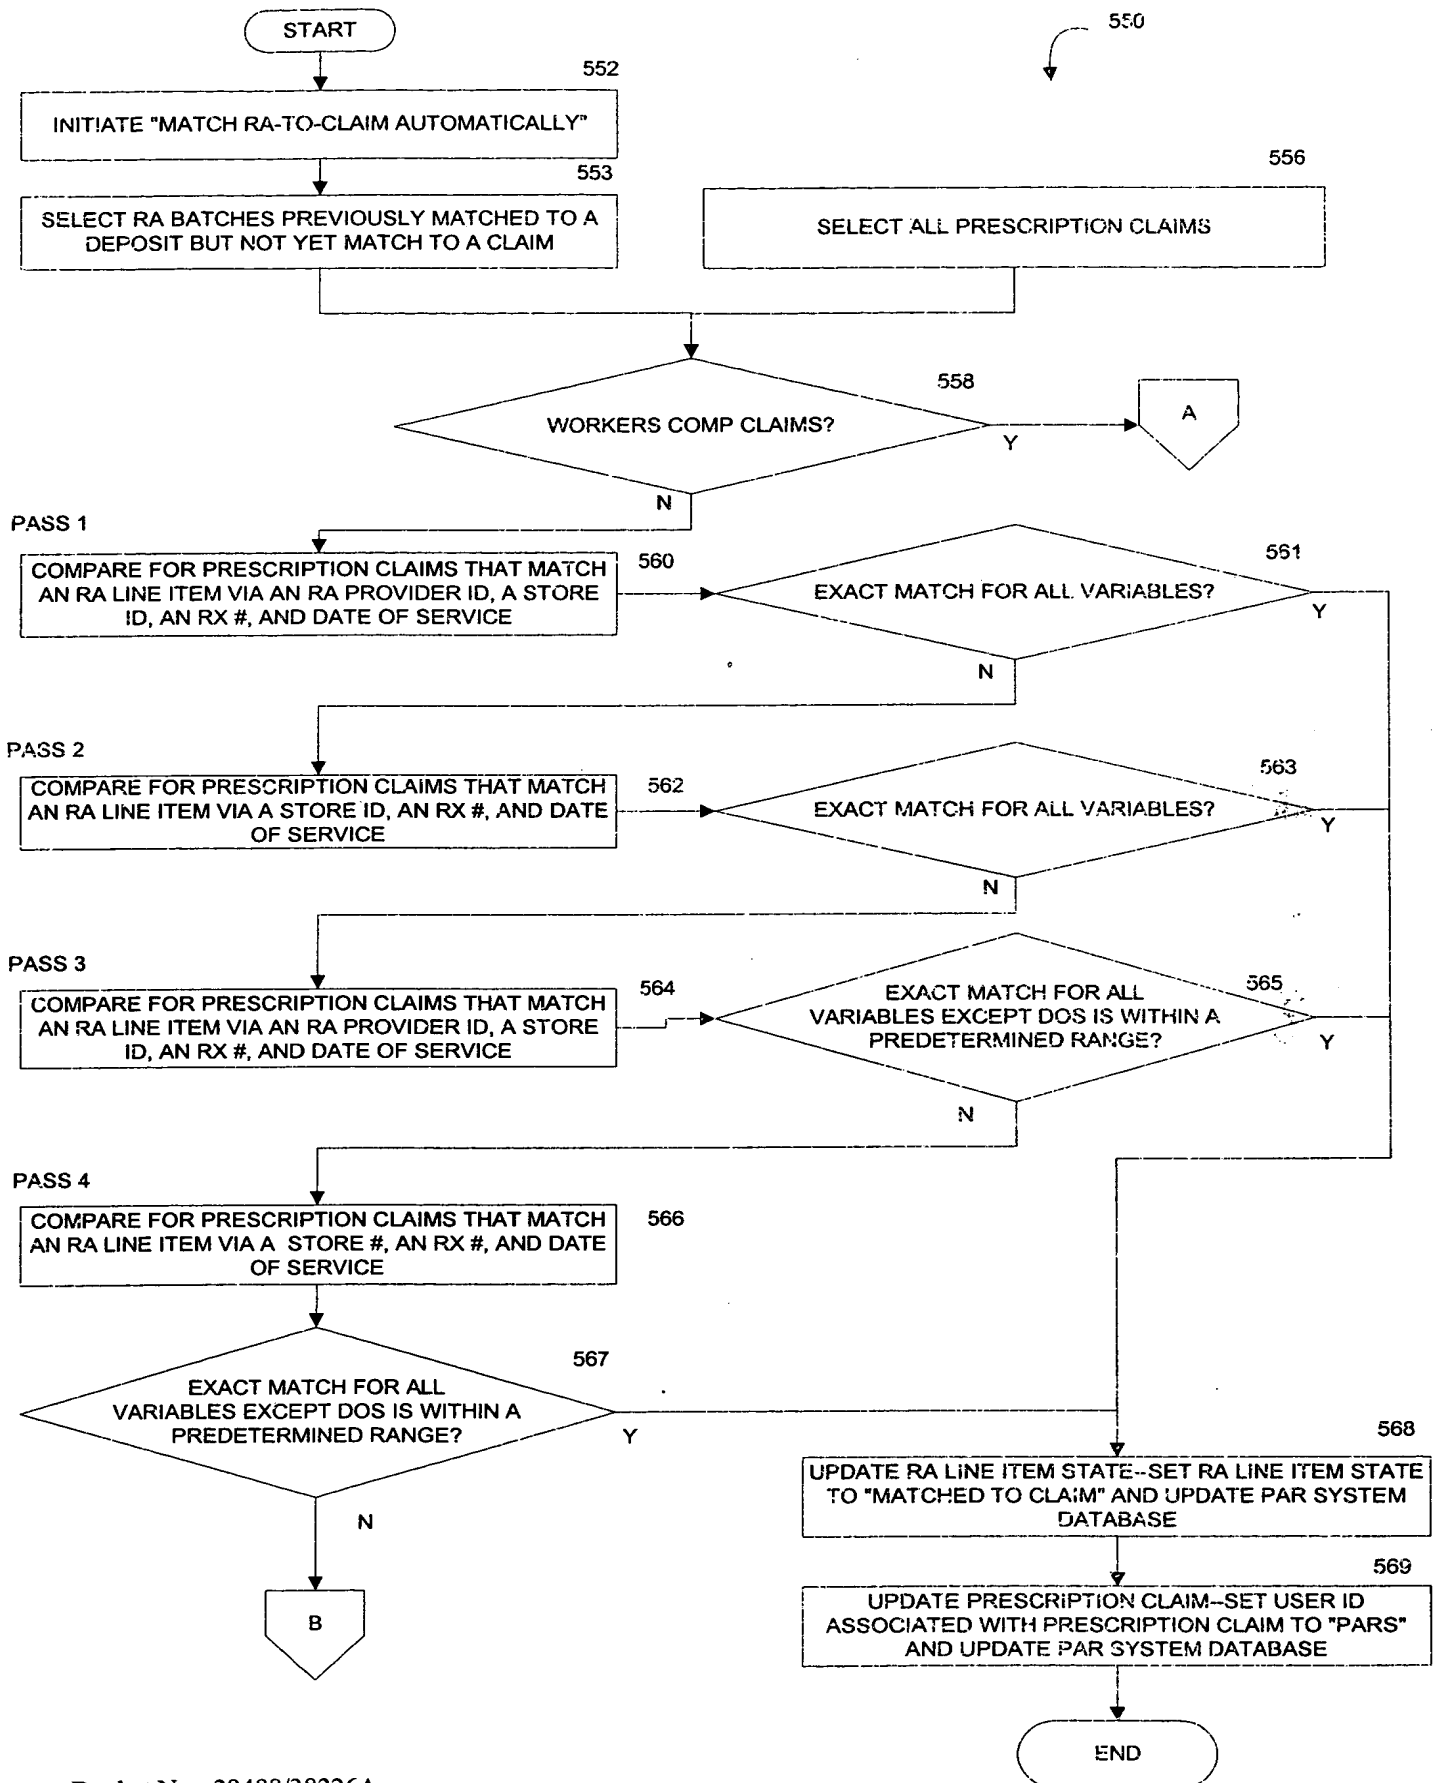 START
550
552
INITIATE "MATCH RA-TO-CLAIM AUTOMATICALLY"
553
SELECT RA BATCHES PREVIOUSLY MATCHED TO A
DEPOSIT BUT NOT YET MATCH TO A CLAIM
556
SELECT ALL PRESCRIPTION CLAIMS
558
WORKERS COMP CLAIMS?
Y
A
N
PASS 1
COMPARE FOR PRESCRIPTION CLAIMS THAT MATCH
AN RA LINE ITEM VIA AN RA PROVIDER ID, A STORE
ID, AN RX #, AND DATE OF SERVICE
560
561
EXACT MATCH FOR ALL VARIABLES?
Y
N
PASS 2
COMPARE FOR PRESCRIPTION CLAIMS THAT MATCH
AN RA LINE ITEM VIA A STORE ID, AN RX #, AND DATE
OF SERVICE
562
563
EXACT MATCH FOR ALL VARIABLES?
Y
N
PASS 3
COMPARE FOR PRESCRIPTION CLAIMS THAT MATCH
AN RA LINE ITEM VIA AN RA PROVIDER ID, A STORE
ID, AN RX #, AND DATE OF SERVICE
564
565
EXACT MATCH FOR ALL
VARIABLES EXCEPT DOS IS WITHIN A
PREDETERMINED RANGE?
Y
N
PASS 4
COMPARE FOR PRESCRIPTION CLAIMS THAT MATCH
AN RA LINE ITEM VIA A STORE #, AN RX #, AND DATE
OF SERVICE
566
567
EXACT MATCH FOR ALL
VARIABLES EXCEPT DOS IS WITHIN A
PREDETERMINED RANGE?
Y
N
B
568
UPDATE RA LINE ITEM STATE--SET RA LINE ITEM STATE
TO "MATCHED TO CLAIM" AND UPDATE PAR SYSTEM
DATABASE
569
UPDATE PRESCRIPTION CLAIM--SET USER ID
ASSOCIATED WITH PRESCRIPTION CLAIM TO "PARS"
AND UPDATE PAR SYSTEM DATABASE
END